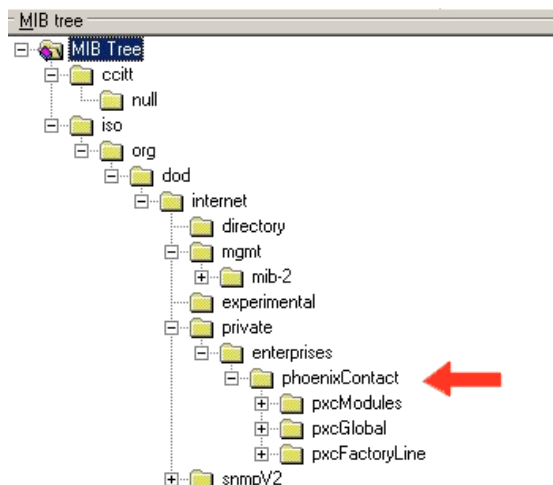 MIB tree
MIB Tree
ccitt
null
iso
org
dod
internet
directory
mgmt
mib-2
experimental
private
enterprises
phoenixContact
pxcModules
pxcGlobal
pxcFactoryLine
snmpV2